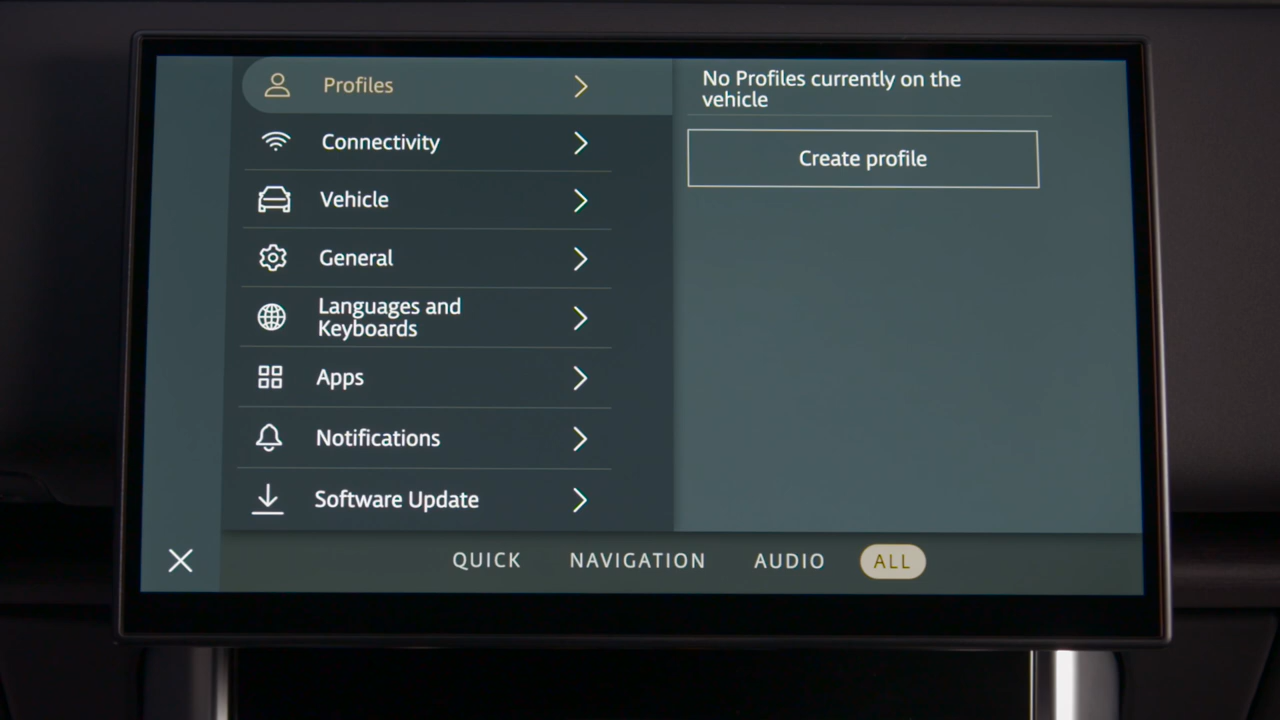 Profiles
Connectivity
Vehicle
General
Languages and
Keyboards
Apps
Notifications
Software Update
No Profiles currently on the
vehicle
Create profile
QUICK NAVIGATION AUDIO ALL